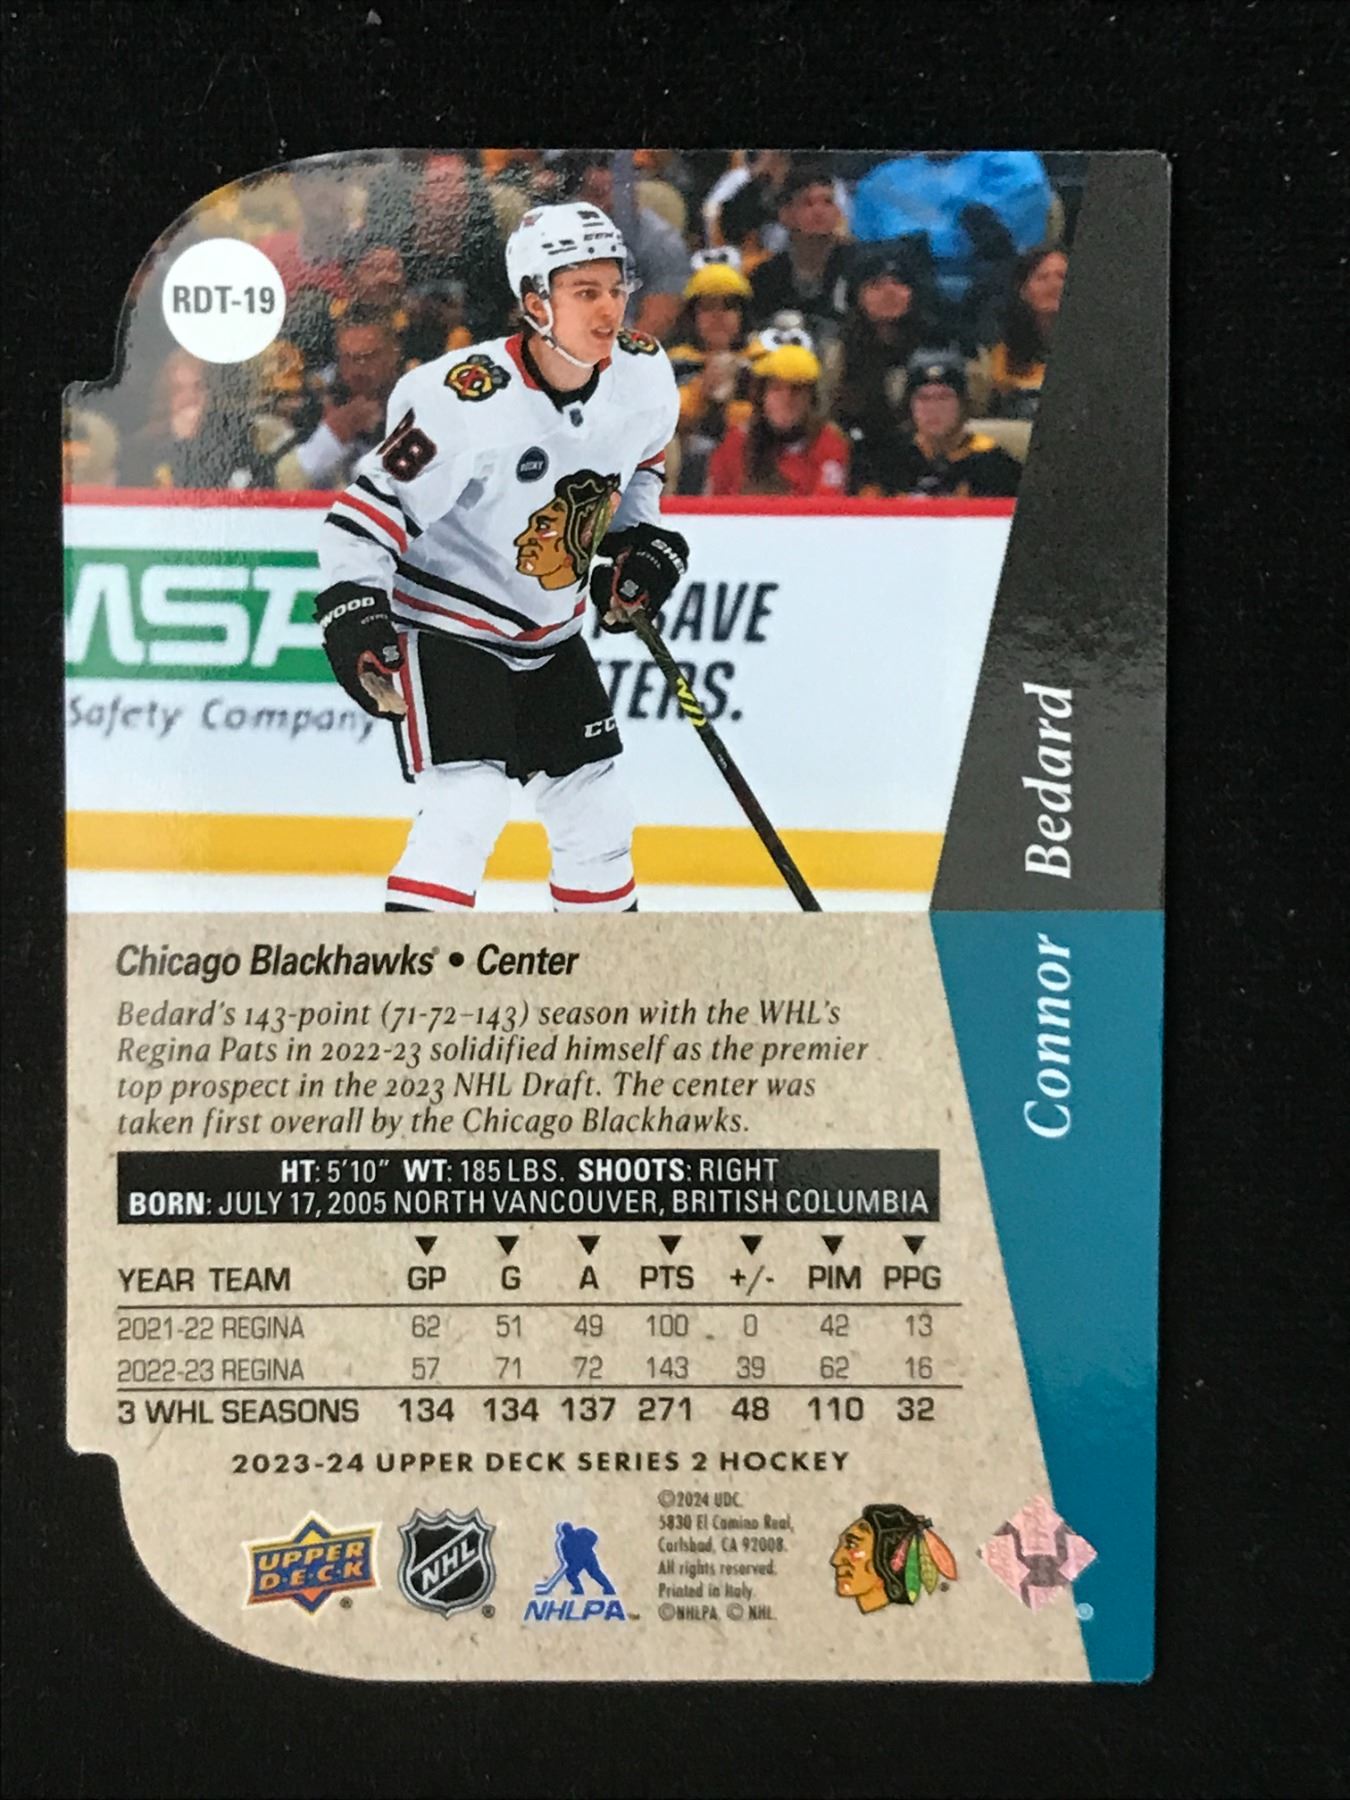 RDT-19
98
ROCKY
SHER
WOOD
SAVE
TERS.
MSA
Safety Company
CCM
Connor Bedard
Chicago Blackhawks • Center
Bedard's 143-point (71-72–143) season with the WHL's
Regina Pats in 2022-23 solidified himself as the premier
top prospect in the 2023 NHL Draft. The center was
taken first overall by the Chicago Blackhawks.
HT: 5'10" WT: 185 LBS. SHOOTS: RIGHT
BORN: JULY 17, 2005 NORTH VANCOUVER, BRITISH COLUMBIA
YEAR TEAM GP G A PTS +/- PIM PPG
2021-22 REGINA 62 51 49 100 0 42 13
2022-23 REGINA 57 71 72 143 39 62 16
3 WHL SEASONS 134 134 137 271 48 110 32
2023-24 UPPER DECK SERIES 2 HOCKEY
UPPER
D•E•C•K
®
NHL
®
NHLPA™
©2024 UDC.
5830 El Camino Real,
Carlsbad, CA 92008.
All rights reserved.
Printed in Italy.
©NHLPA. © NHL.
®
®